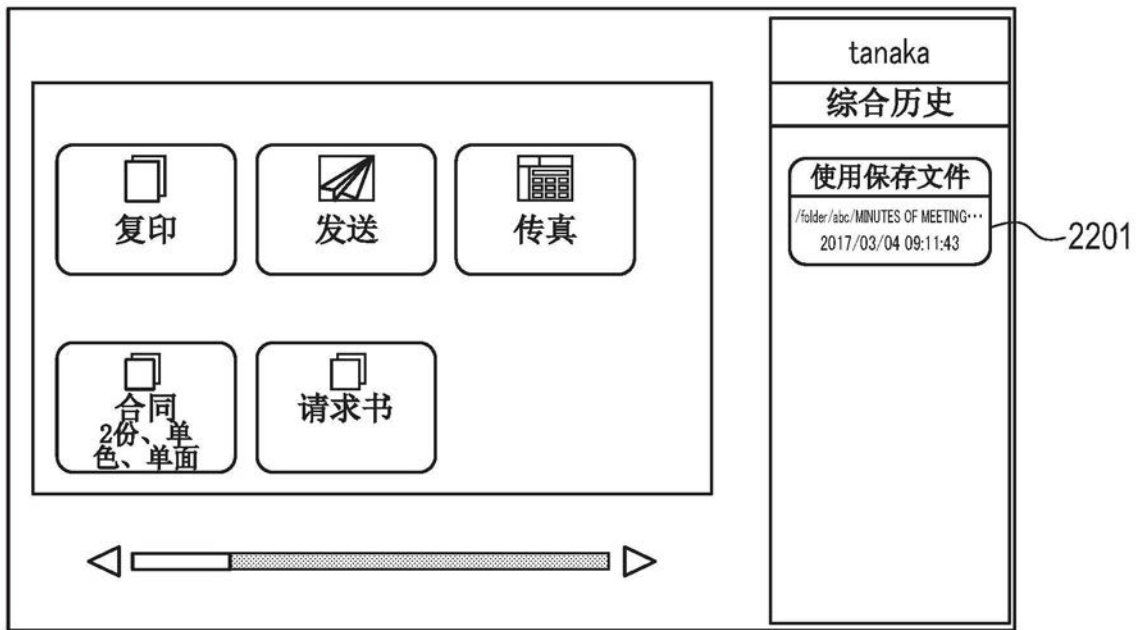 tanaka
综合历史
使用保存文件
/folder/abc/MINUTES OF MEETING…
2017/03/04 09:11:43
2201
复印
发送
传真
合同
2份、单
色、单面
请求书